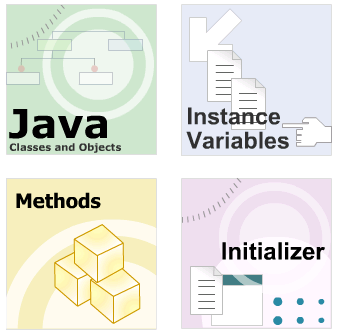 Java
Classes and Objects
Instance
Variables
Methods
Initializer